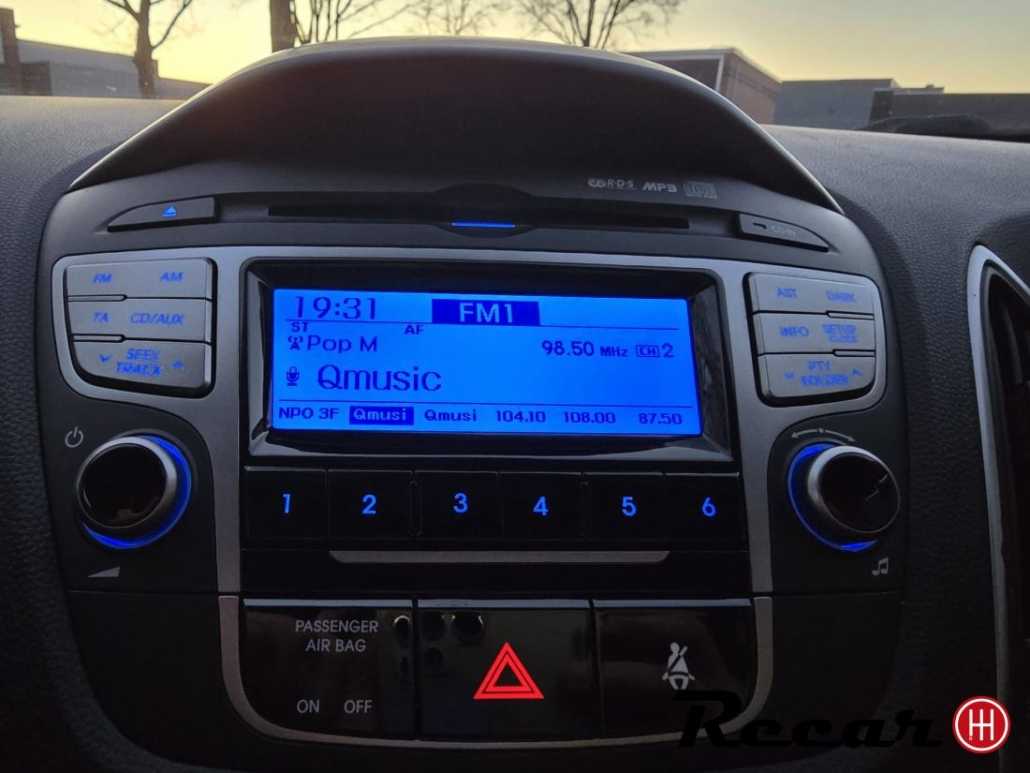 R·D·S MP3
CD-IN
FM AM
TA CD/AUX
SEEK
TRACK
19:31 FM1
ST AF
Pop M 98.50 MHz CH 2
Qmusic
NPO 3F Qmusi Qmusi 104.10 108.00 87.50
AST DARK
INFO SETUP
CLOCK
PTY
FOLDER
1 2 3 4 5 6
PASSENGER
AIR BAG
ON OFF
Recar